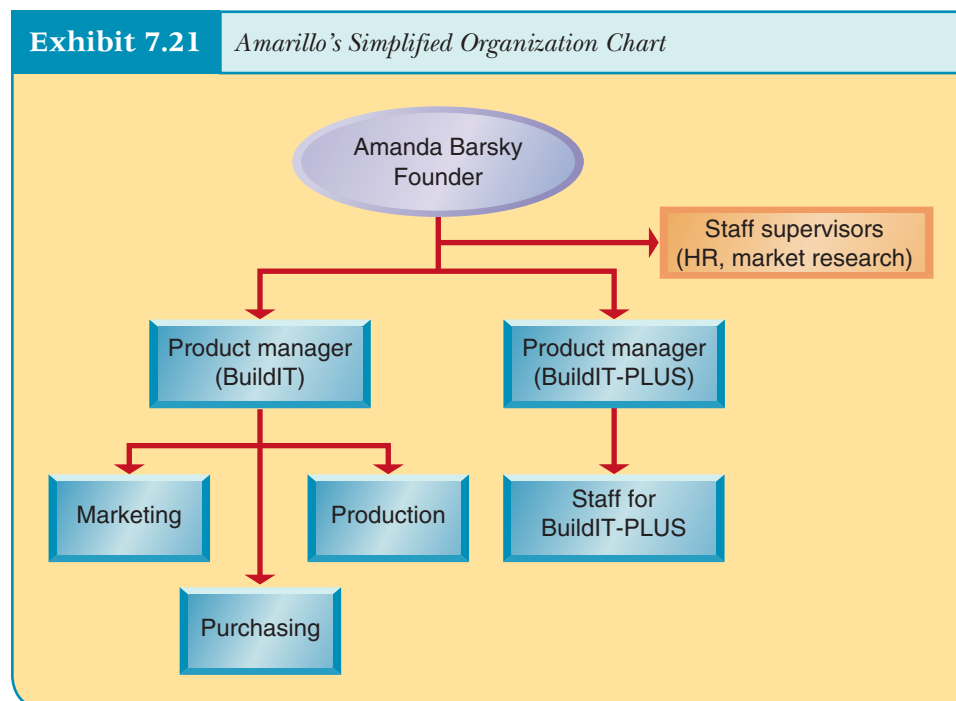 Exhibit 7.21
Amarillo's Simplified Organization Chart
Amanda Barsky
Founder
Staff supervisors
(HR, market research)
Product manager
(BuildIT)
Product manager
(BuildIT-PLUS)
Marketing
Production
Staff for
BuildIT-PLUS
Purchasing